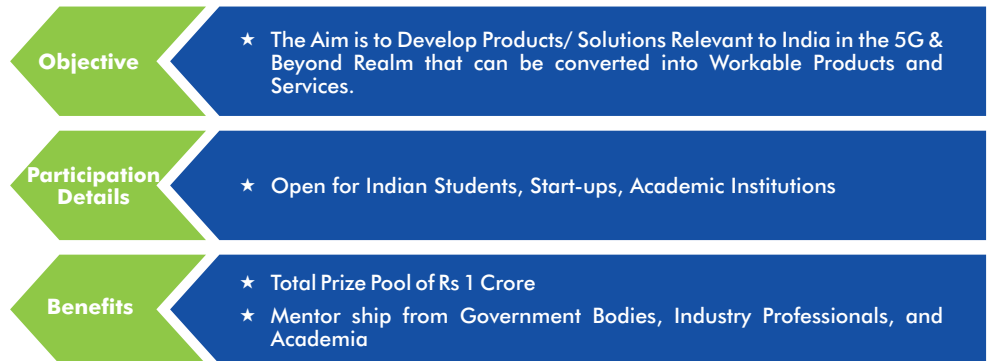 Objective
★ The Aim is to Develop Products/ Solutions Relevant to India in the 5G &
Beyond Realm that can be converted into Workable Products and
Services.
Participation
Details
★ Open for Indian Students, Start-ups, Academic Institutions
Benefits
★ Total Prize Pool of Rs 1 Crore
★ Mentor ship from Government Bodies, Industry Professionals, and
Academia